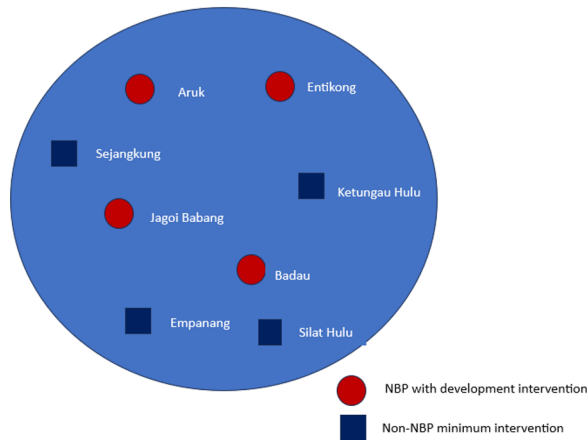 Aruk
Entikong
Sejangkung
Ketungau Hulu
Jagoi Babang
Badau
Empanang
Silat Hulu
NBP with development intervention
Non-NBP minimum intervention